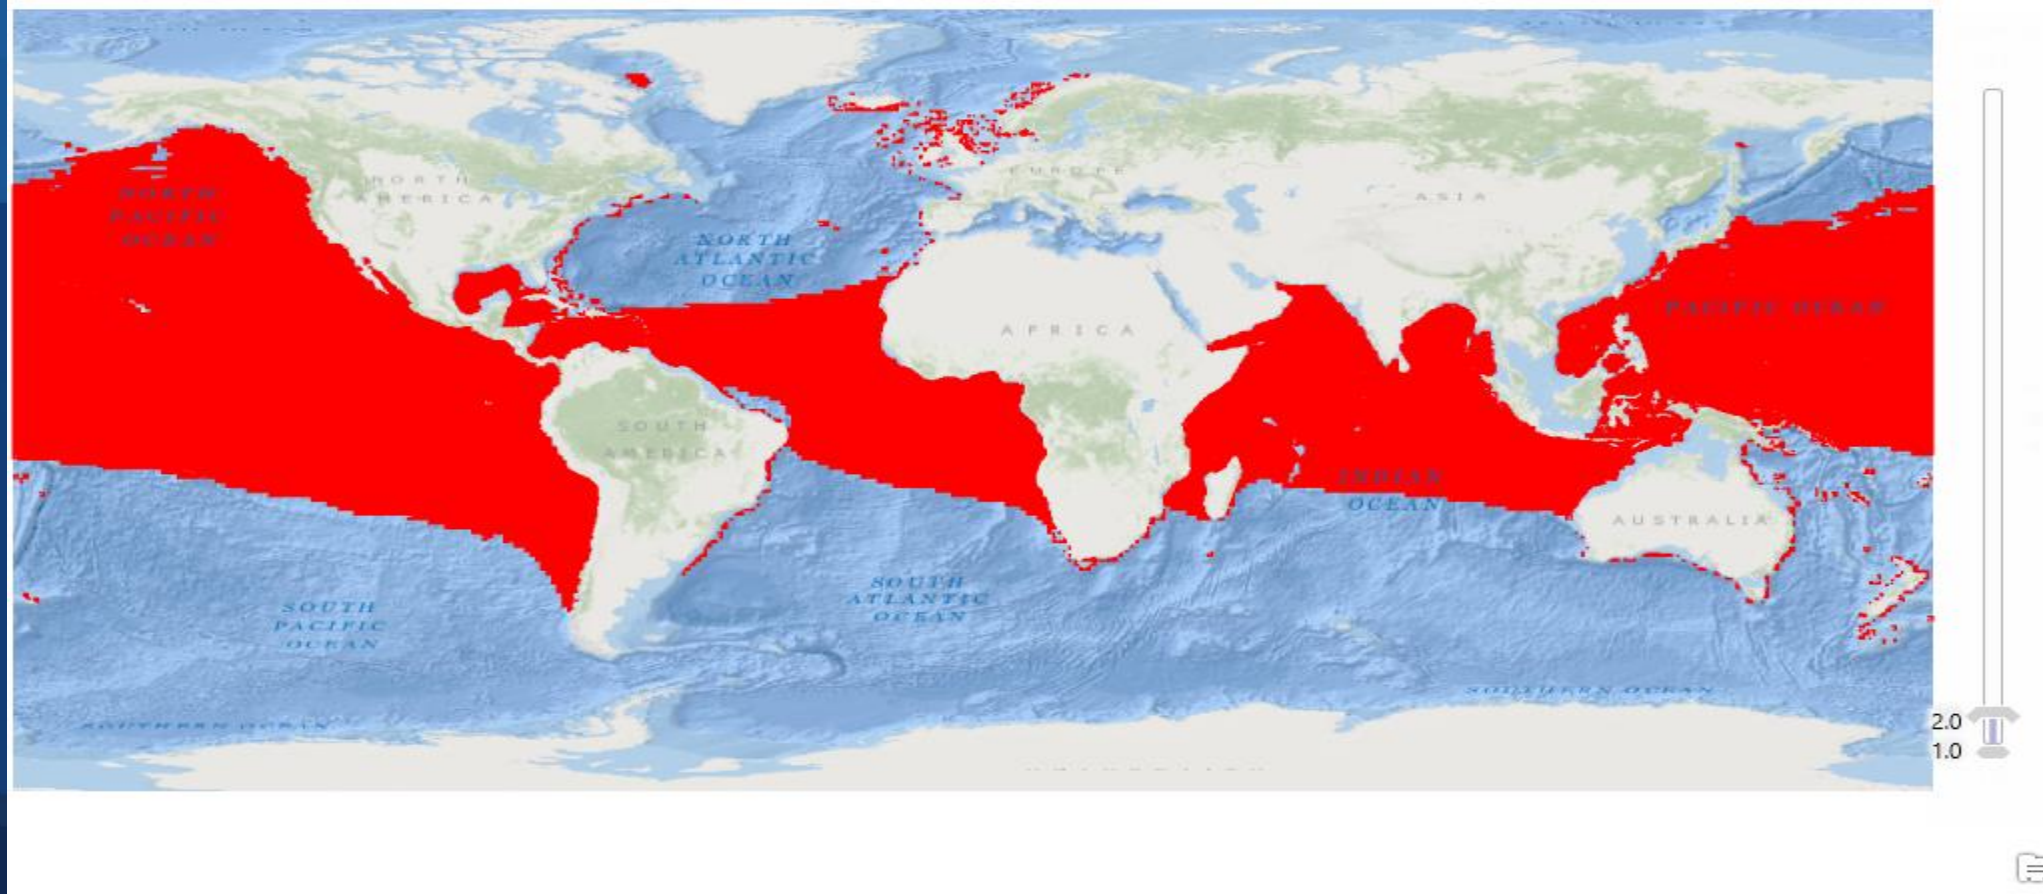 NORTH
PACIFIC
OCEAN
NORTH
AMERICA
NORTH
ATLANTIC
OCEAN
EUROPE
ASIA
AFRICA
PACIFIC OCEAN
SOUTH
AMERICA
INDIAN
OCEAN
AUSTRALIA
SOUTH
PACIFIC
OCEAN
SOUTH
ATLANTIC
OCEAN
SOUTHERN OCEAN
SOUTHERN OCEAN
2.0
1.0